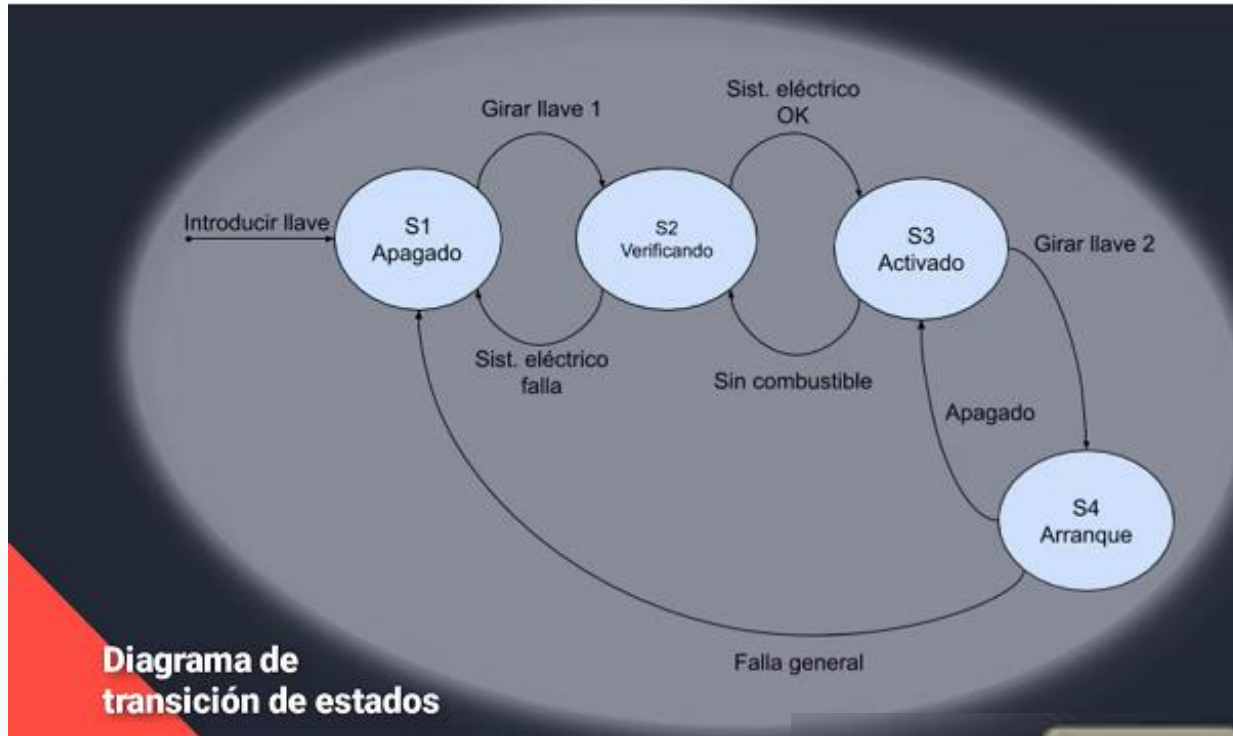 Sist. eléctrico
OK
Girar llave 1
Introducir llave
S1
Apagado
S2
Verificando
S3
Activado
Girar llave 2
Sist. eléctrico
falla
Sin combustible
Apagado
S4
Arranque
Falla general
Diagrama de
transición de estados